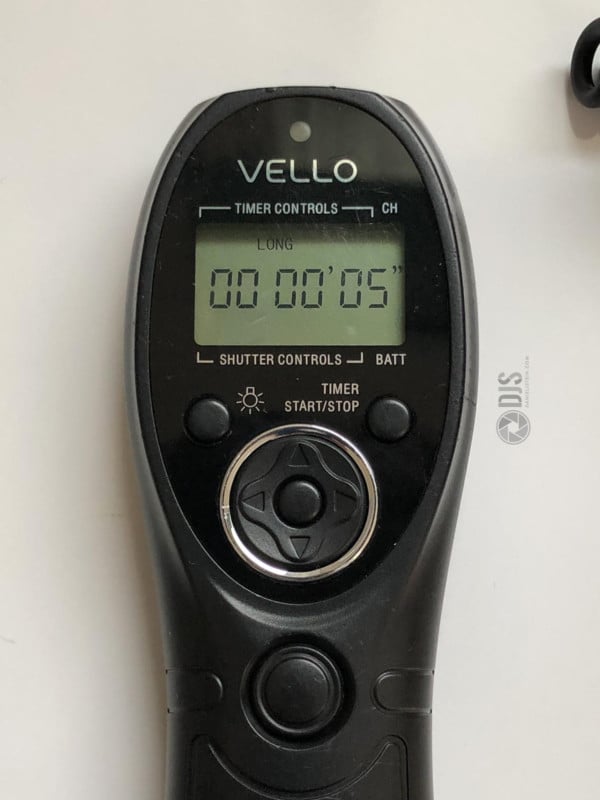 VELLO
TIMER CONTROLS CH
LONG
00 00'05"
SHUTTER CONTROLS BATT
TIMER
START/STOP
DJS